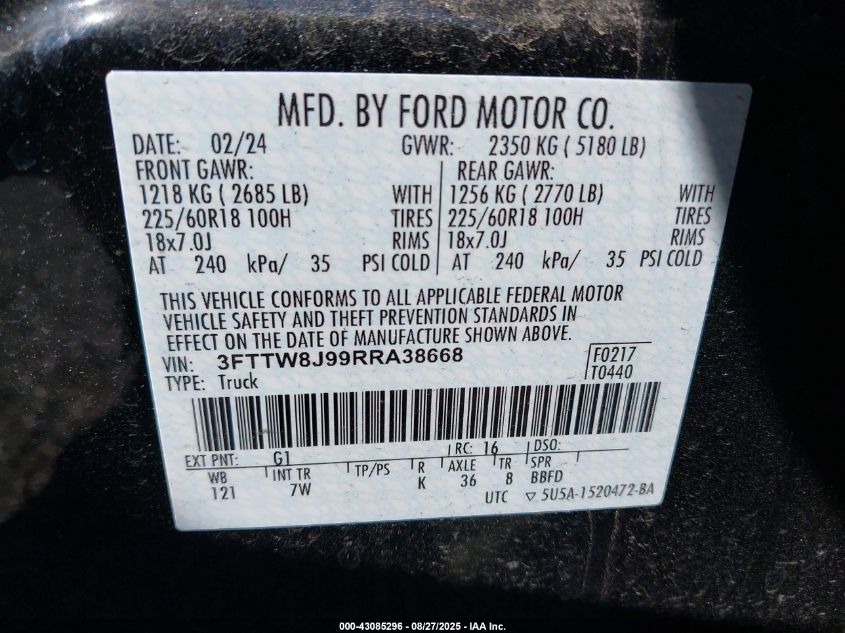 MFD. BY FORD MOTOR CO.
DATE: 02/24 GVWR: 2350 KG ( 5180 LB)
FRONT GAWR: REAR GAWR:
1218 KG ( 2685 LB) WITH 1256 KG ( 2770 LB) WITH
225/60R18 100H TIRES 225/60R18 100H TIRES
18x7.0J RIMS 18x7.0J RIMS
AT 240 kPa/ 35 PSI COLD AT 240 kPa/ 35 PSI COLD
THIS VEHICLE CONFORMS TO ALL APPLICABLE FEDERAL MOTOR
VEHICLE SAFETY AND THEFT PREVENTION STANDARDS IN
EFFECT ON THE DATE OF MANUFACTURE SHOWN ABOVE.
VIN: 3FTTW8J99RRA38668 F0217
TYPE: Truck T0440
EXT PNT: G1 RC: 16 DSO:
WB INT TR TP/PS R AXLE TR SPR
121 7W K 36 8 BBFD
UTC ▽ 5U5A-1520472-BA
000-43085296 - 08/27/2025 - IAA Inc.